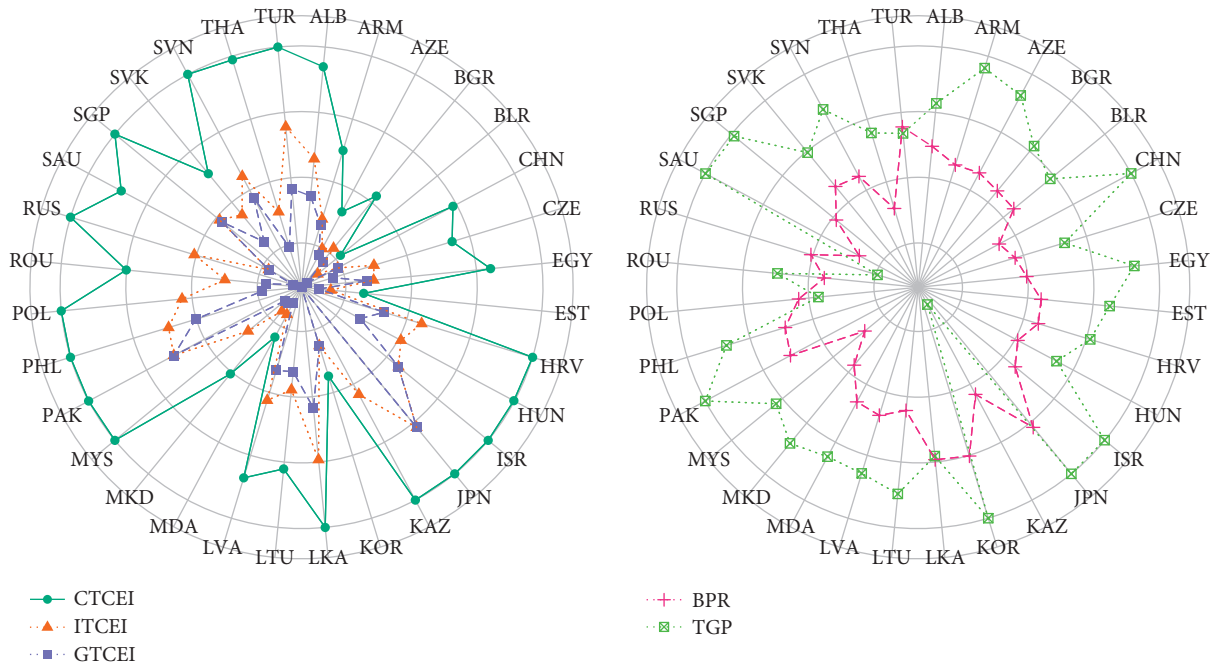 TUR
ALB
ARM
AZE
BGR
BLR
CHN
CZE
EGY
EST
HRV
HUN
ISR
JPN
KAZ
KOR
LKA
LTU
LVA
MDA
MKD
MYS
PAK
PHL
POL
ROU
RUS
SAU
SGP
SVK
SVN
THA
CTCEI
ITCEI
GTCEI
TUR
ALB
ARM
AZE
BGR
BLR
CHN
CZE
EGY
EST
HRV
HUN
ISR
JPN
KAZ
KOR
LKA
LTU
LVA
MDA
MKD
MYS
PAK
PHL
POL
ROU
RUS
SAU
SGP
SVK
SVN
THA
BPR
TGP